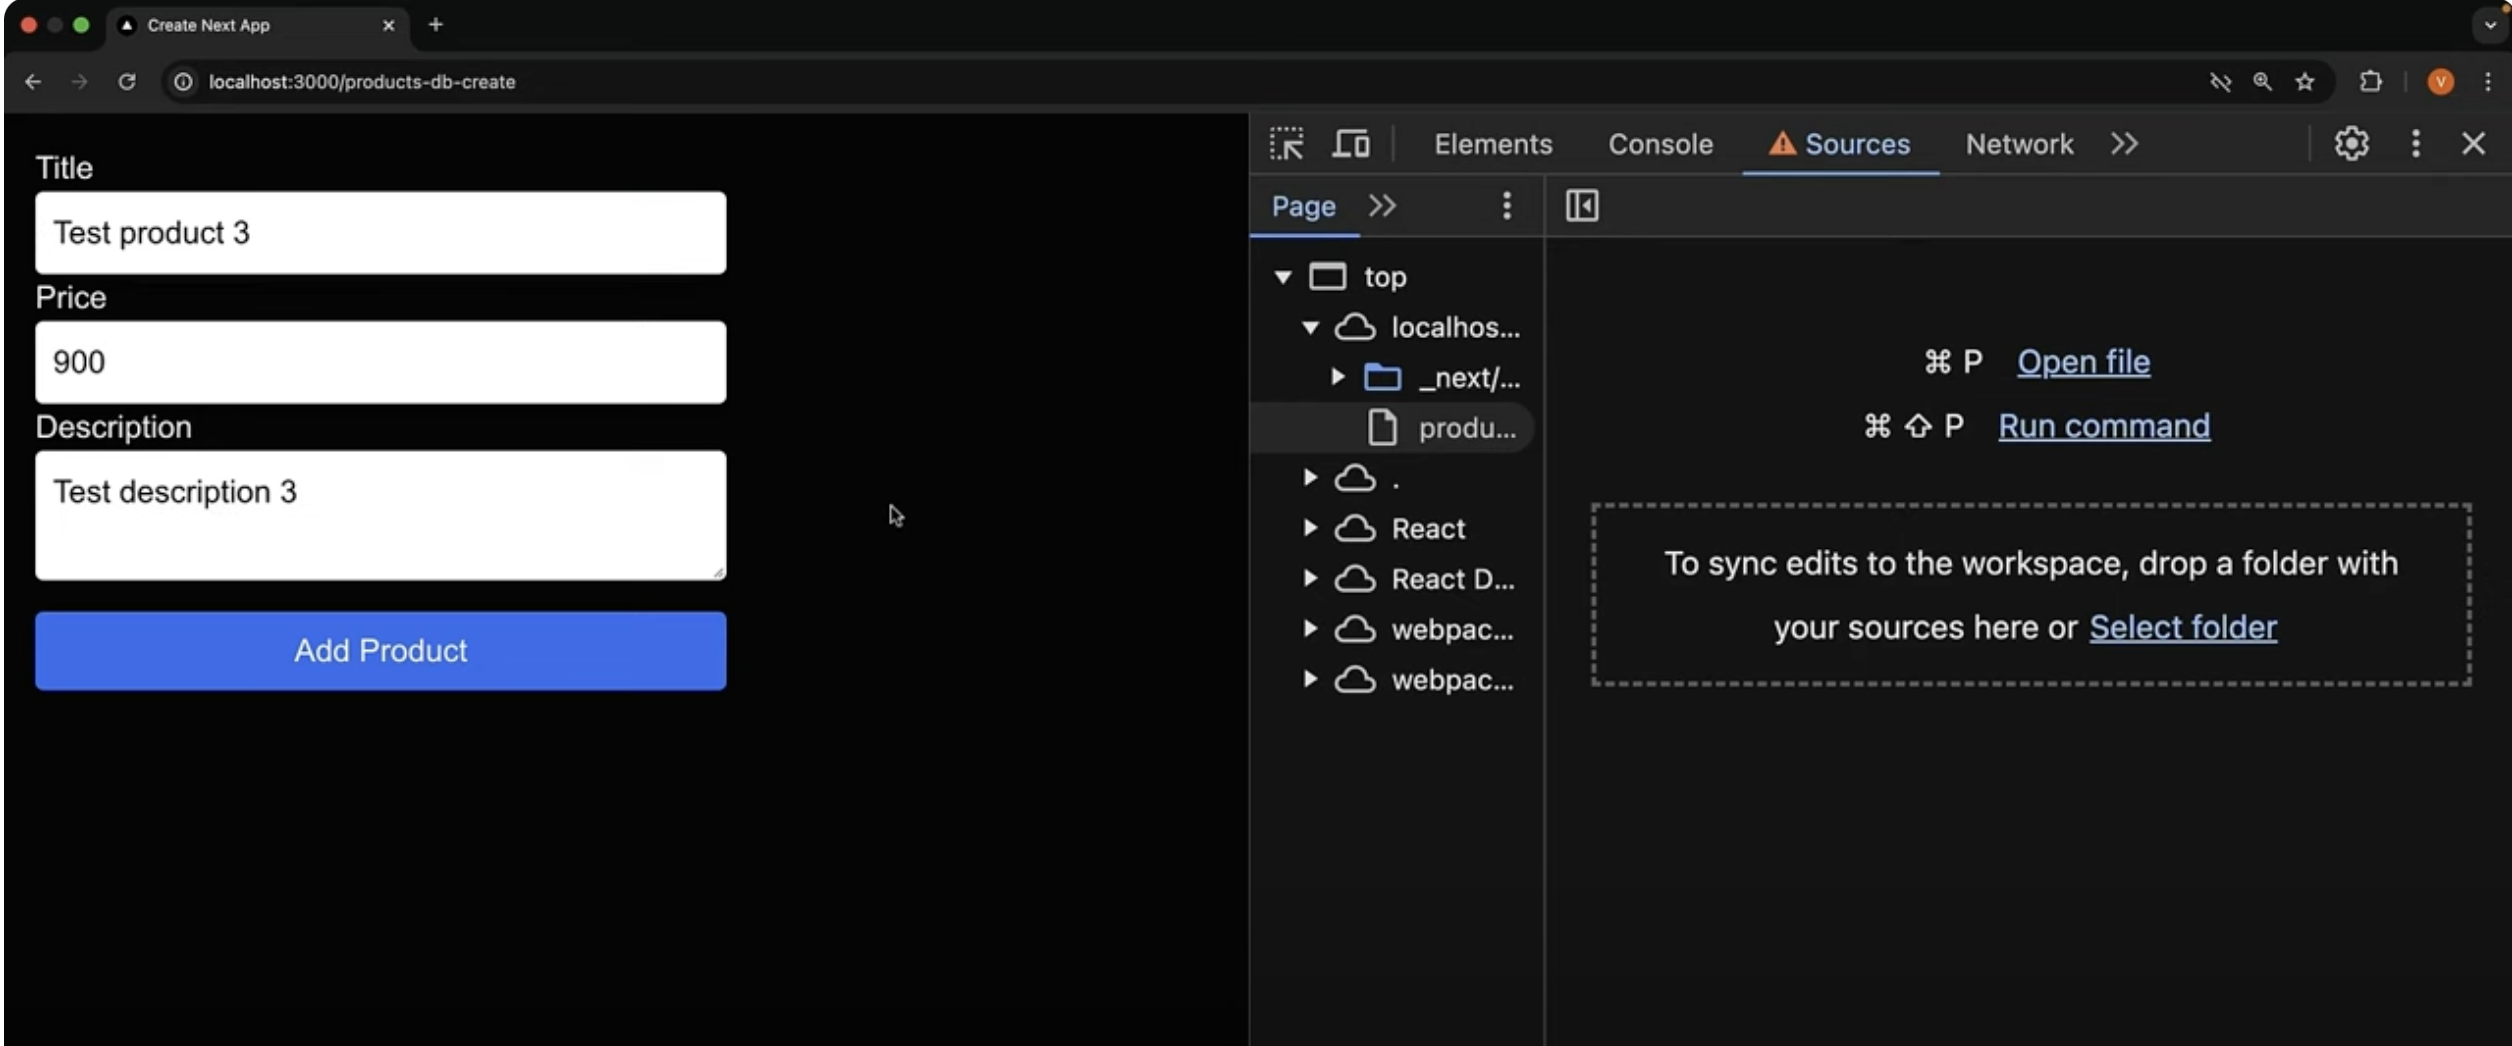 Create Next App
localhost:3000/products-db-create
V
Title
Test product 3
Price
900
Description
Test description 3
Add Product
Elements Console Sources Network
Page
top
localhos...
_next/...
produ...
.
React
React D...
webpac...
webpac...
⌘ P Open file
⌘ ⇧ P Run command
To sync edits to the workspace, drop a folder with
your sources here or Select folder